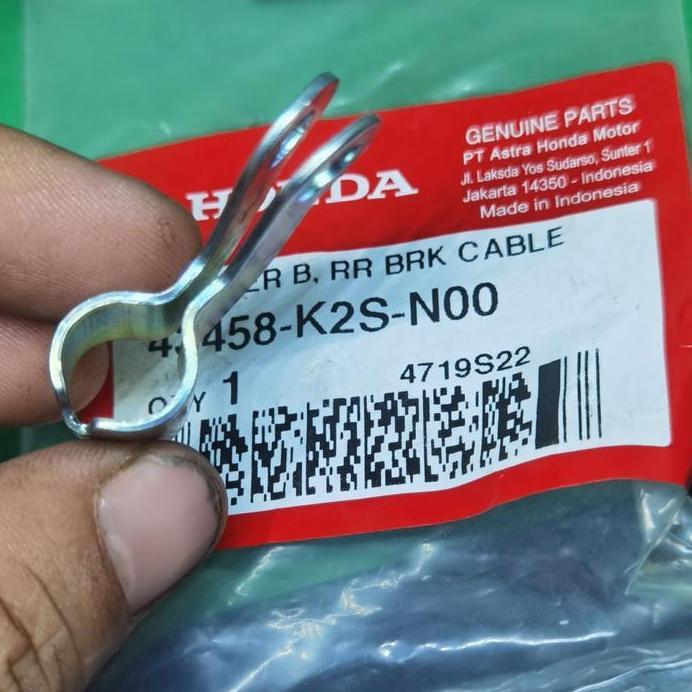 GENUINE PARTS
PT Astra Honda Motor
Jl. Laksda Yos Sudarso, Sunter 1
Jakarta 14350 - Indonesia
Made in Indonesia
HONDA
B, RR BRK CABLE
458-K2S-N00
4719S22
QTY 1